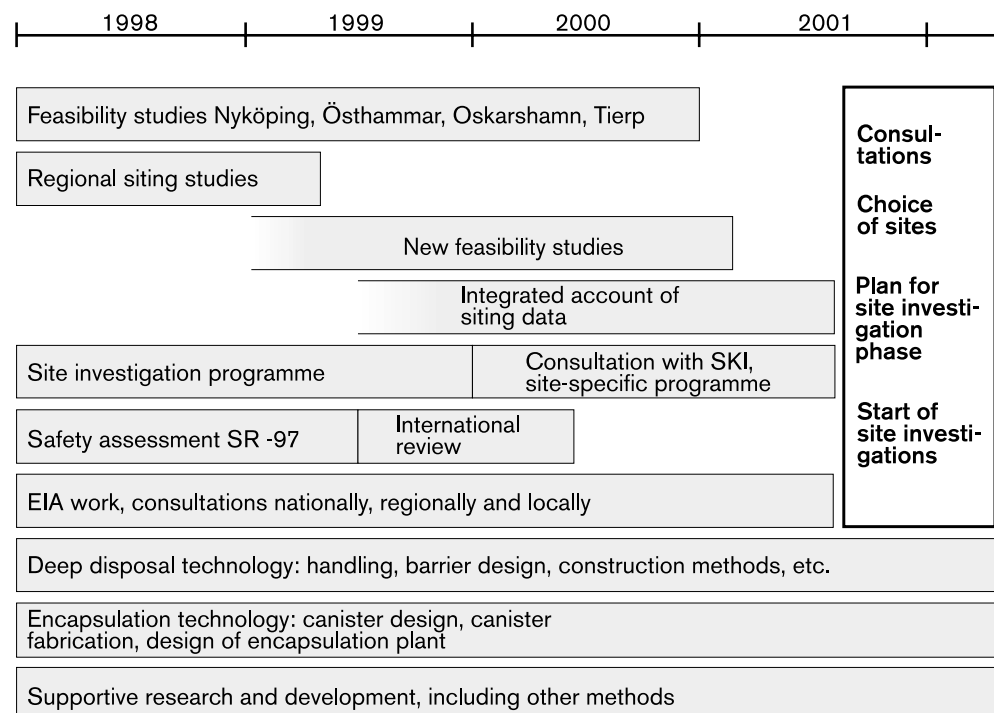 1998 1999 2000 2001
Feasibility studies Nyköping, Östhammar, Oskarshamn, Tierp
Regional siting studies
New feasibility studies
Integrated account of
siting data
Site investigation programme
Consultation with SKI,
site-specific programme
Safety assessment SR -97
International
review
EIA work, consultations nationally, regionally and locally
Consul-
tations
Choice
of sites
Plan for
site investi-
gation
phase
Start of
site investi-
gations
Deep disposal technology: handling, barrier design, construction methods, etc.
Encapsulation technology: canister design, canister
fabrication, design of encapsulation plant
Supportive research and development, including other methods